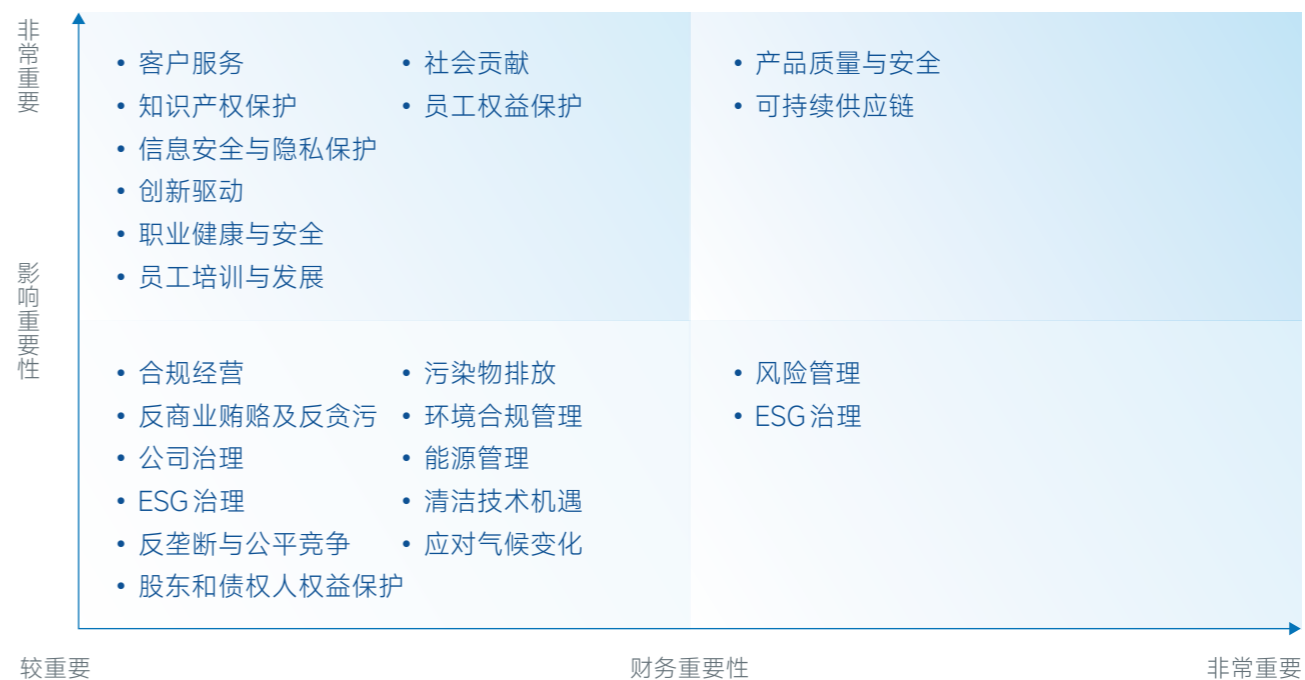 非常重要
影响重要性
• 客户服务
• 知识产权保护
• 信息安全与隐私保护
• 创新驱动
• 职业健康与安全
• 员工培训与发展
• 社会贡献
• 员工权益保护
• 产品质量与安全
• 可持续供应链
• 合规经营
• 反商业贿赂及反贪污
• 公司治理
• ESG治理
• 反垄断与公平竞争
• 股东和债权人权益保护
• 污染物排放
• 环境合规管理
• 能源管理
• 清洁技术机遇
• 应对气候变化
• 风险管理
• ESG治理
较重要
财务重要性
非常重要